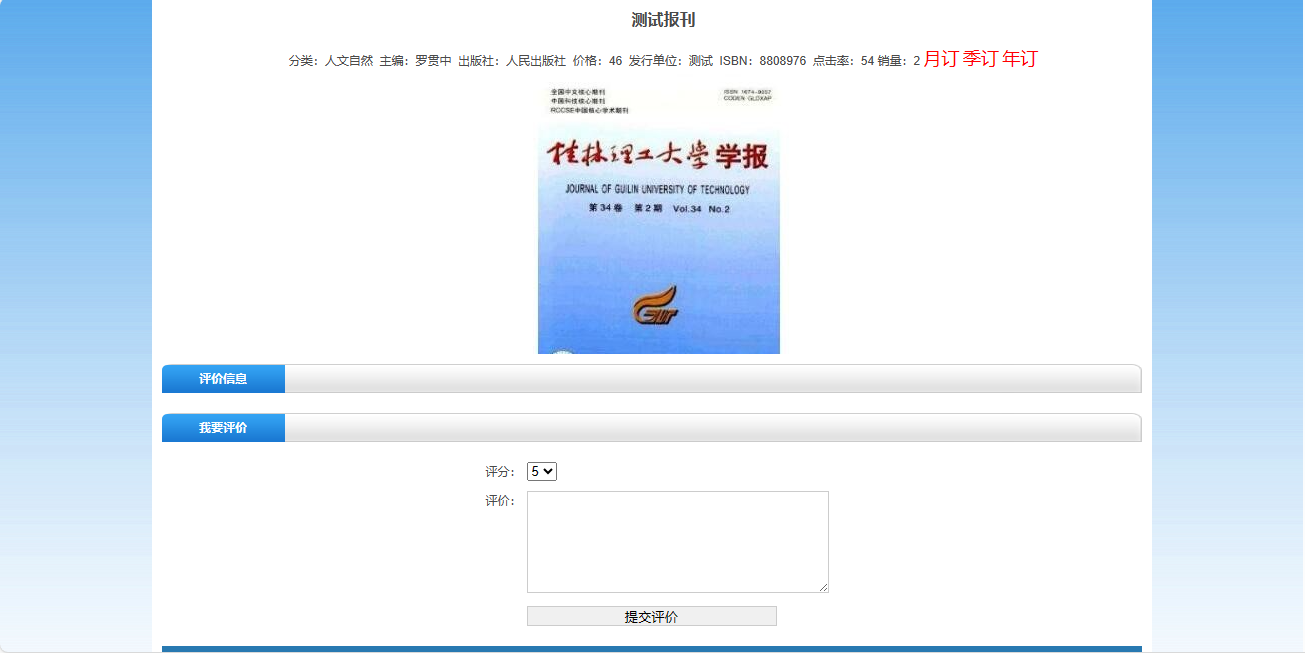 测试报刊
分类：人文自然 主编：罗贯中 出版社：人民出版社 价格：46 发行单位：测试 ISBN：8808976 点击率：54 销量：2 月订 季订 年订
全国中文核心期刊
中国科技核心期刊
RCCSE中国核心学术期刊
ISSN 1674-9057
CODEN GLDXAP
桂林理工大学学报
JOURNAL OF GUILIN UNIVERSITY OF TECHNOLOGY
第34卷 第2期 Vol.34 No.2
评价信息
我要评价
评分： 5
评价：
提交评价